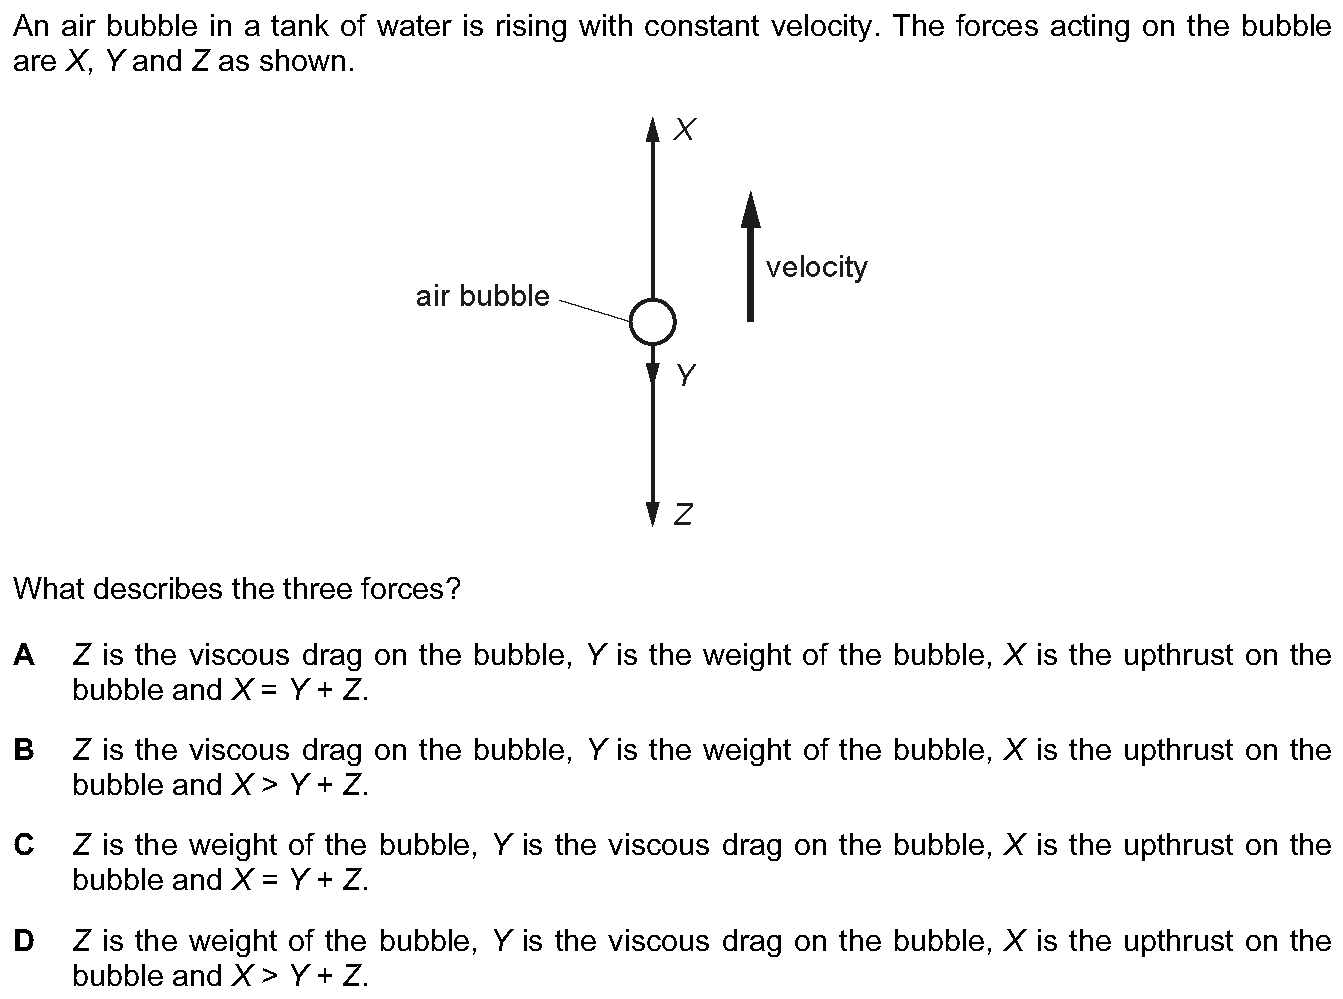 An air bubble in a tank of water is rising with constant velocity. The forces acting on the bubble
are X, Y and Z as shown.
X
velocity
air bubble
Y
Z
What describes the three forces?
A Z is the viscous drag on the bubble, Y is the weight of the bubble, X is the upthrust on the
bubble and X = Y + Z.
B Z is the viscous drag on the bubble, Y is the weight of the bubble, X is the upthrust on the
bubble and X > Y + Z.
C Z is the weight of the bubble, Y is the viscous drag on the bubble, X is the upthrust on the
bubble and X = Y + Z.
D Z is the weight of the bubble, Y is the viscous drag on the bubble, X is the upthrust on the
bubble and X > Y + Z.